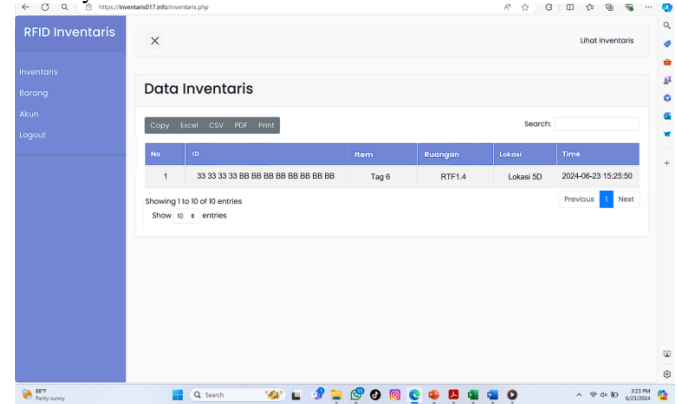 https://inventaris017.info/inventaris.php
RFID Inventaris
Lihat Inventaris
Inventaris
Barang
Akun
Logout
Data Inventaris
Copy Excel CSV PDF Print
Search:
No ID Item Ruangan Lokasi Time
1 33 33 33 33 BB BB BB BB BB BB BB BB Tag 6 RTF1.4 Lokasi 5D 2024-06-23 15:25:50
Showing 1 to 10 of 10 entries
Previous 1 Next
Show 10 entries
88°F
Partly sunny
Search
3:23 PM
6/23/2024